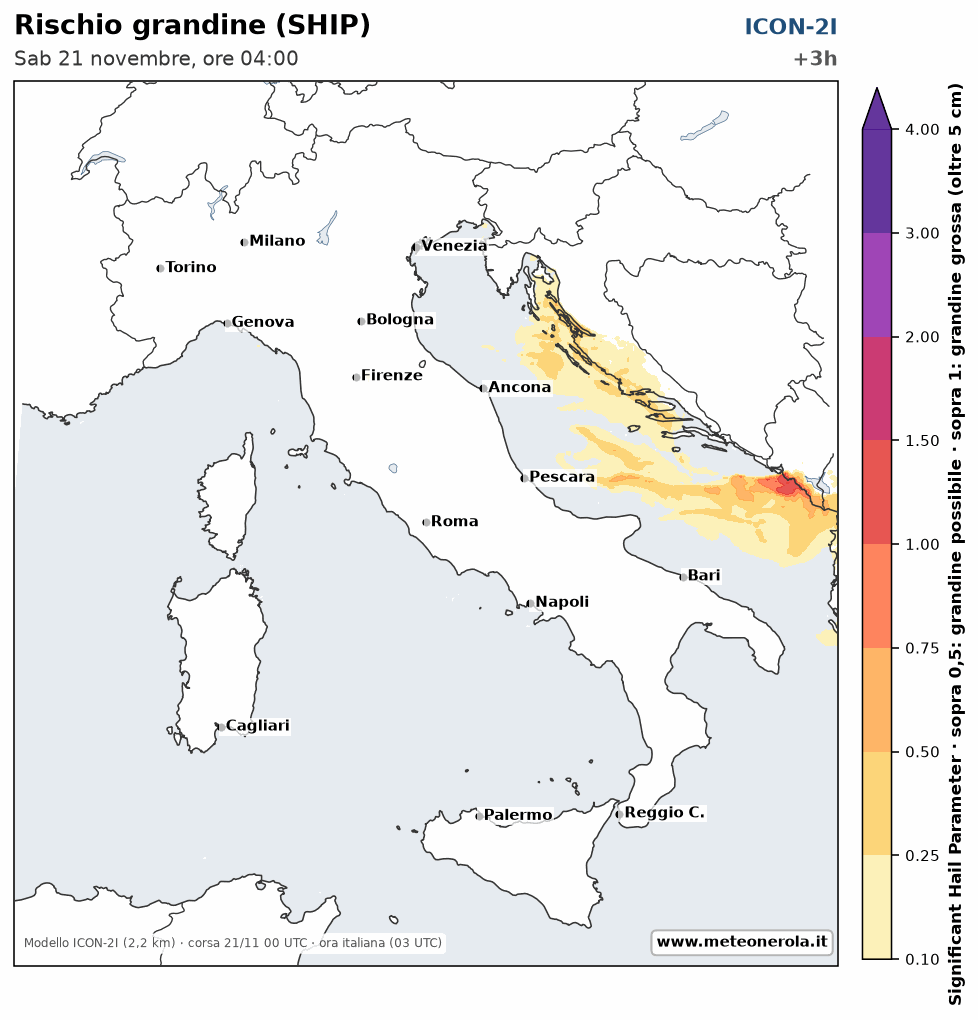 Rischio grandine (SHIP)
ICON-2I
Sab 21 novembre, ore 04:00
+3h
Milano
Venezia
Torino
Genova
Bologna
Firenze
Ancona
Pescara
Roma
Bari
Napoli
Cagliari
Palermo
Reggio C.
Modello ICON-2I (2,2 km) · corsa 21/11 00 UTC · ora italiana (03 UTC)
www.meteonerola.it
4.00
3.00
2.00
1.50
1.00
0.75
0.50
0.25
0.10
Significant Hail Parameter · sopra 0,5: grandine possibile · sopra 1: grandine grossa (oltre 5 cm)